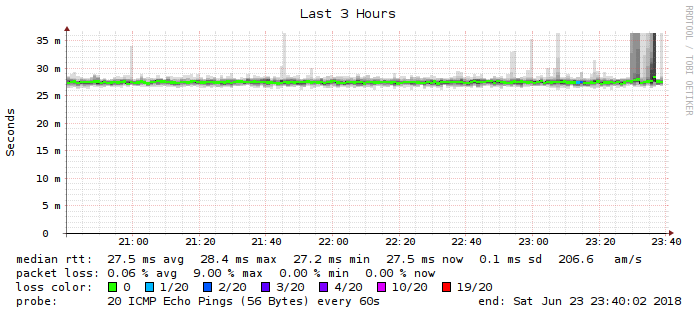 Last 3 Hours
RRDTOOL / TOBI OETIKER
Seconds
35 m
30 m
25 m
20 m
15 m
10 m
5 m
0
21:00 21:20 21:40 22:00 22:20 22:40 23:00 23:20 23:40
median rtt: 27.5 ms avg 28.4 ms max 27.2 ms min 27.5 ms now 0.1 ms sd 206.6 am/s
packet loss: 0.06 % avg 9.00 % max 0.00 % min 0.00 % now
loss color: 0 1/20 2/20 3/20 4/20 10/20 19/20
probe: 20 ICMP Echo Pings (56 Bytes) every 60s end: Sat Jun 23 23:40:02 2018